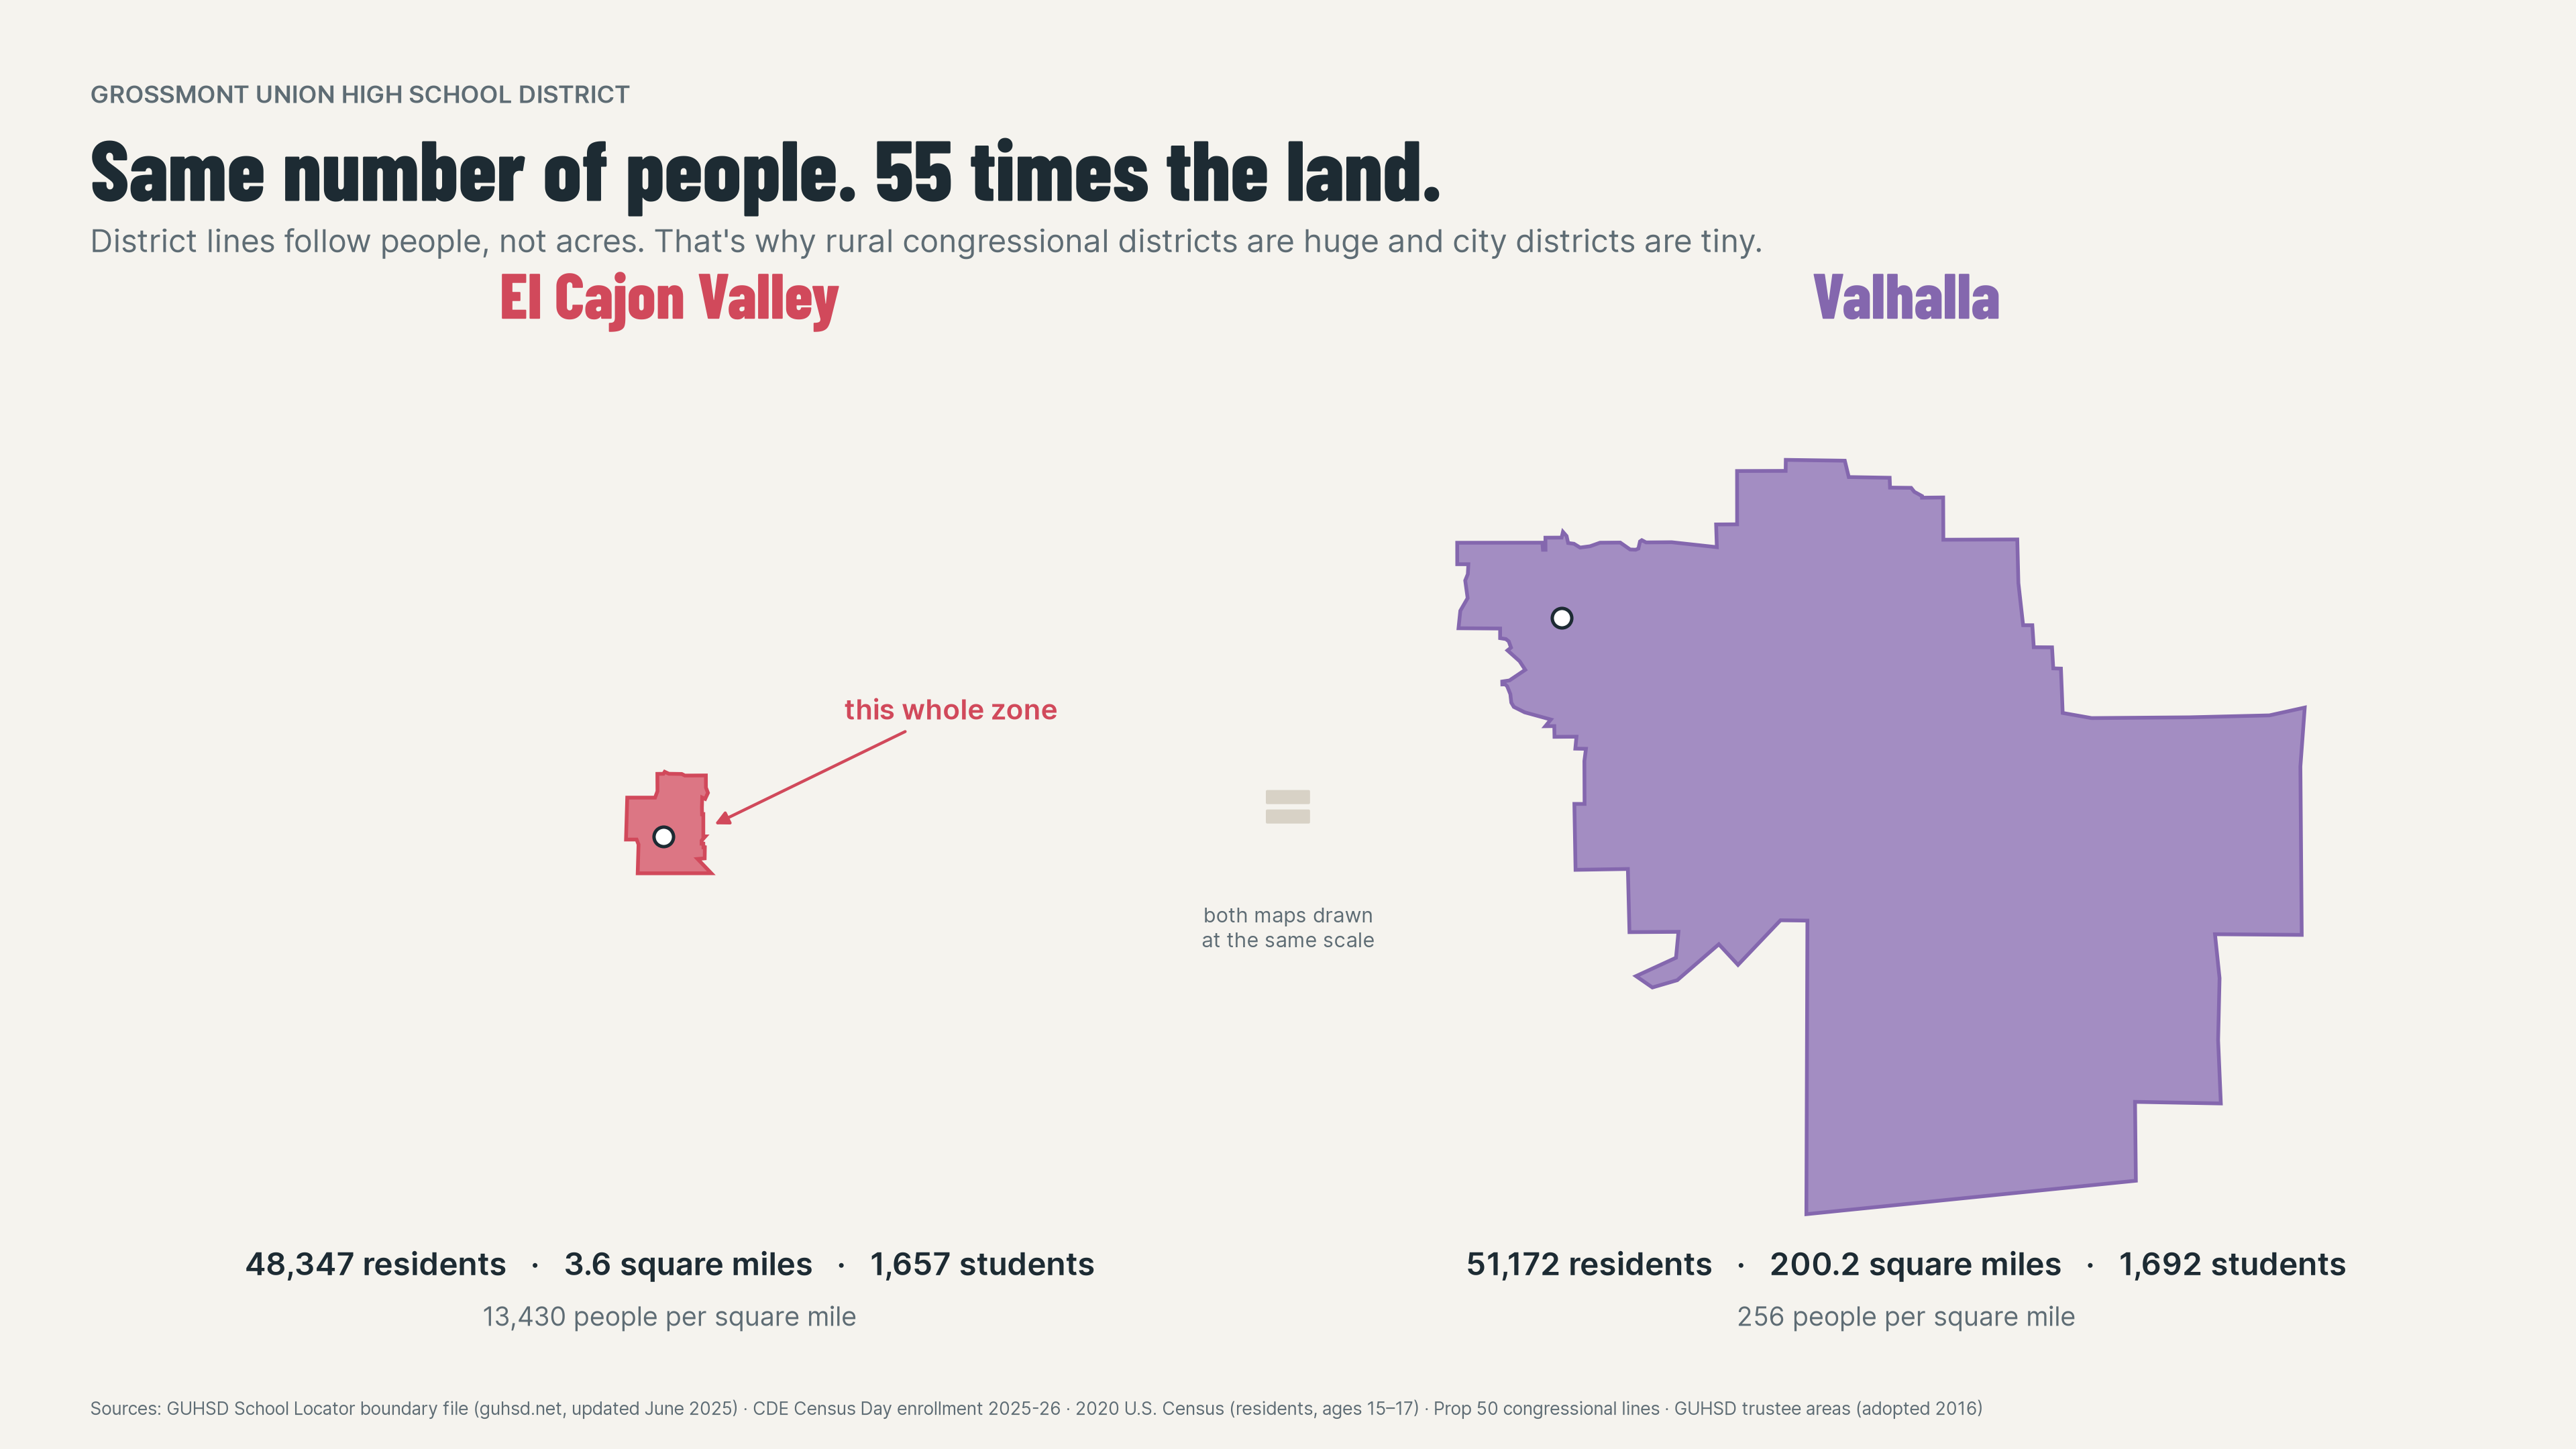 GROSSMONT UNION HIGH SCHOOL DISTRICT
Same number of people. 55 times the land.
District lines follow people, not acres. That's why rural congressional districts are huge and city districts are tiny.
El Cajon Valley
Valhalla
this whole zone
=
both maps drawn
at the same scale
48,347 residents · 3.6 square miles · 1,657 students
13,430 people per square mile
51,172 residents · 200.2 square miles · 1,692 students
256 people per square mile
Sources: GUHSD School Locator boundary file (guhsd.net, updated June 2025) · CDE Census Day enrollment 2025-26 · 2020 U.S. Census (residents, ages 15–17) · Prop 50 congressional lines · GUHSD trustee areas (adopted 2016)